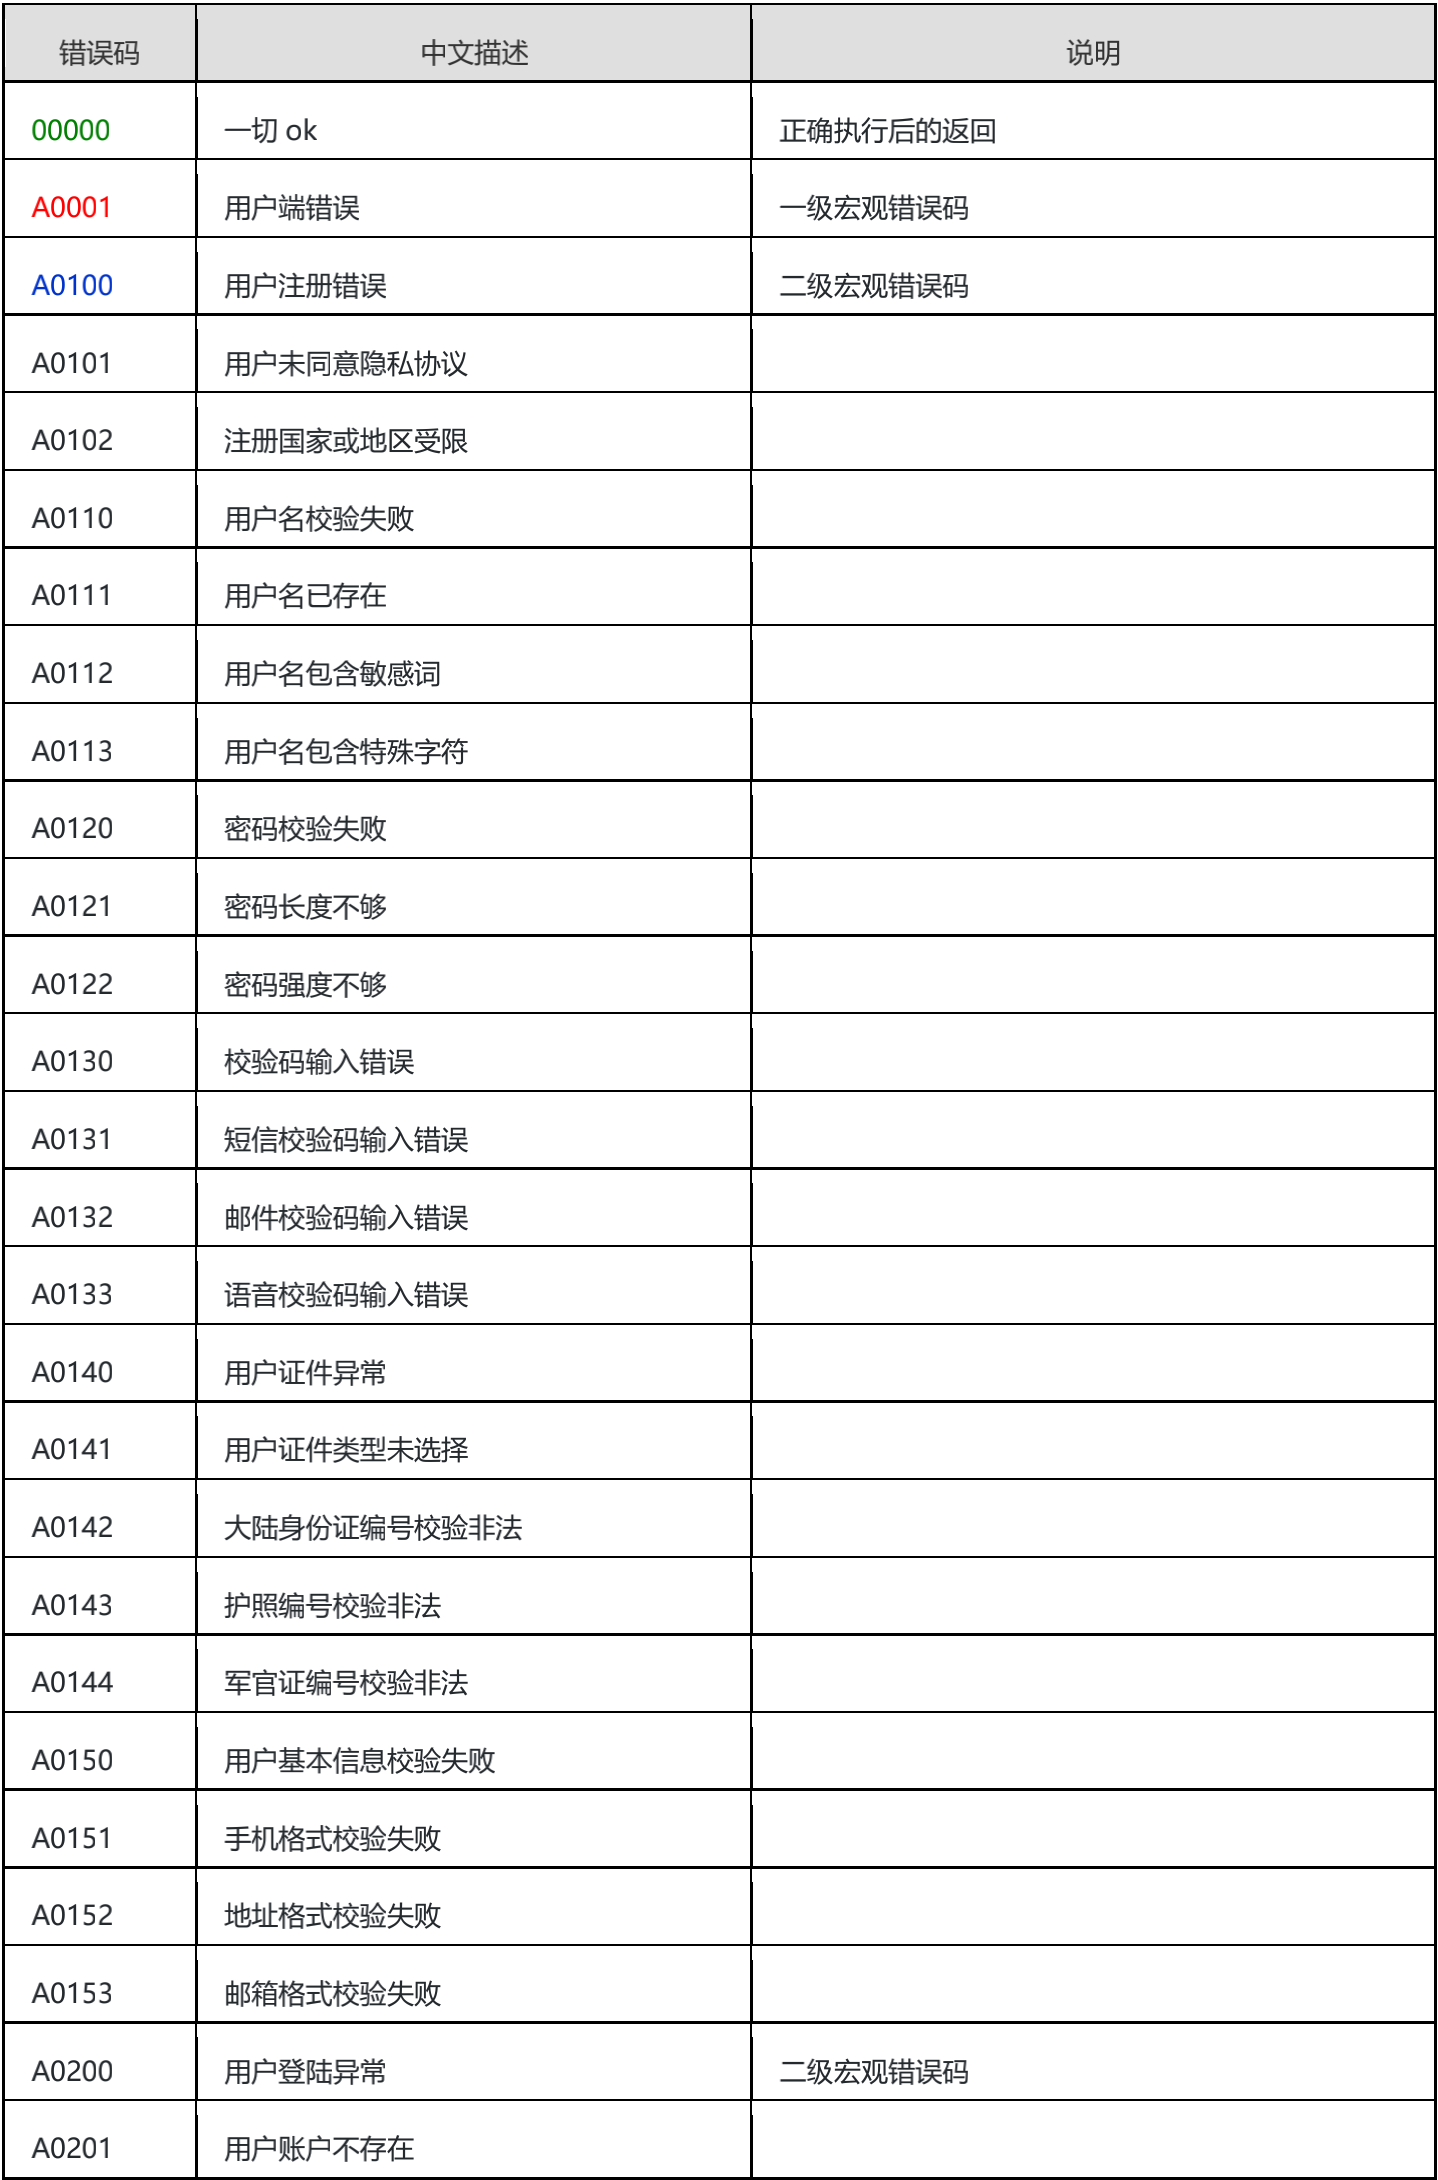 错误码 中文描述 说明
00000 一切 ok 正确执行后的返回
A0001 用户端错误 一级宏观错误码
A0100 用户注册错误 二级宏观错误码
A0101 用户未同意隐私协议
A0102 注册国家或地区受限
A0110 用户名校验失败
A0111 用户名已存在
A0112 用户名包含敏感词
A0113 用户名包含特殊字符
A0120 密码校验失败
A0121 密码长度不够
A0122 密码强度不够
A0130 校验码输入错误
A0131 短信校验码输入错误
A0132 邮件校验码输入错误
A0133 语音校验码输入错误
A0140 用户证件异常
A0141 用户证件类型未选择
A0142 大陆身份证编号校验非法
A0143 护照编号校验非法
A0144 军官证编号校验非法
A0150 用户基本信息校验失败
A0151 手机格式校验失败
A0152 地址格式校验失败
A0153 邮箱格式校验失败
A0200 用户登陆异常 二级宏观错误码
A0201 用户账户不存在